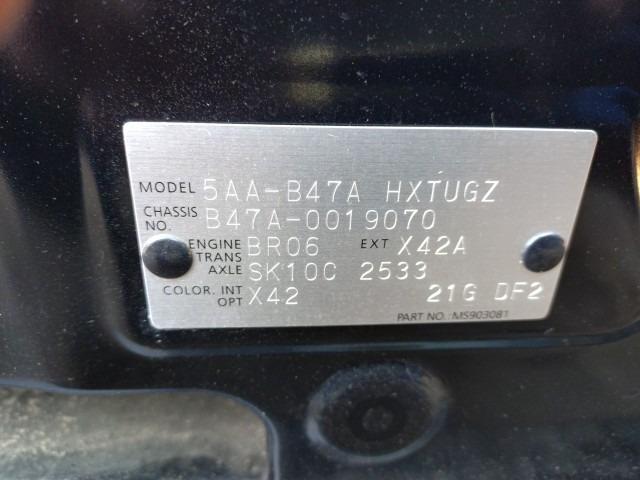 MODEL 5AA-B47A HXTUGZ
CHASSIS NO. B47A-0019070
ENGINE BR06 EXT X42A
TRANS AXLE SK10C 2533
COLOR. INT OPT X42 21G DF2
PART NO.: MS903081